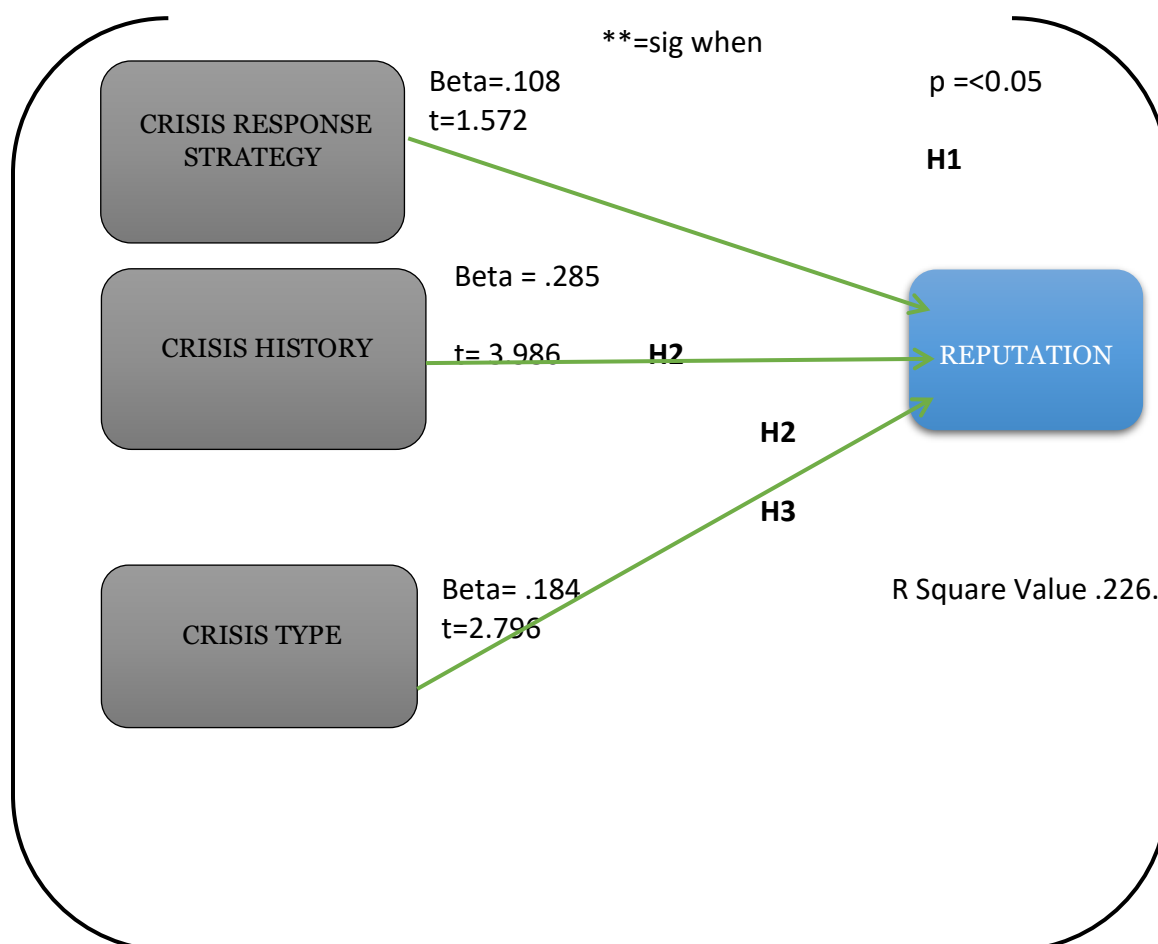 **=sig when
Beta=.108
p =<0.05
t=1.572
CRISIS RESPONSE
STRATEGY
H1
Beta = .285
CRISIS HISTORY
t= 3.986
H2
REPUTATION
H2
H3
Beta= .184
R Square Value .226.
t=2.796
CRISIS TYPE